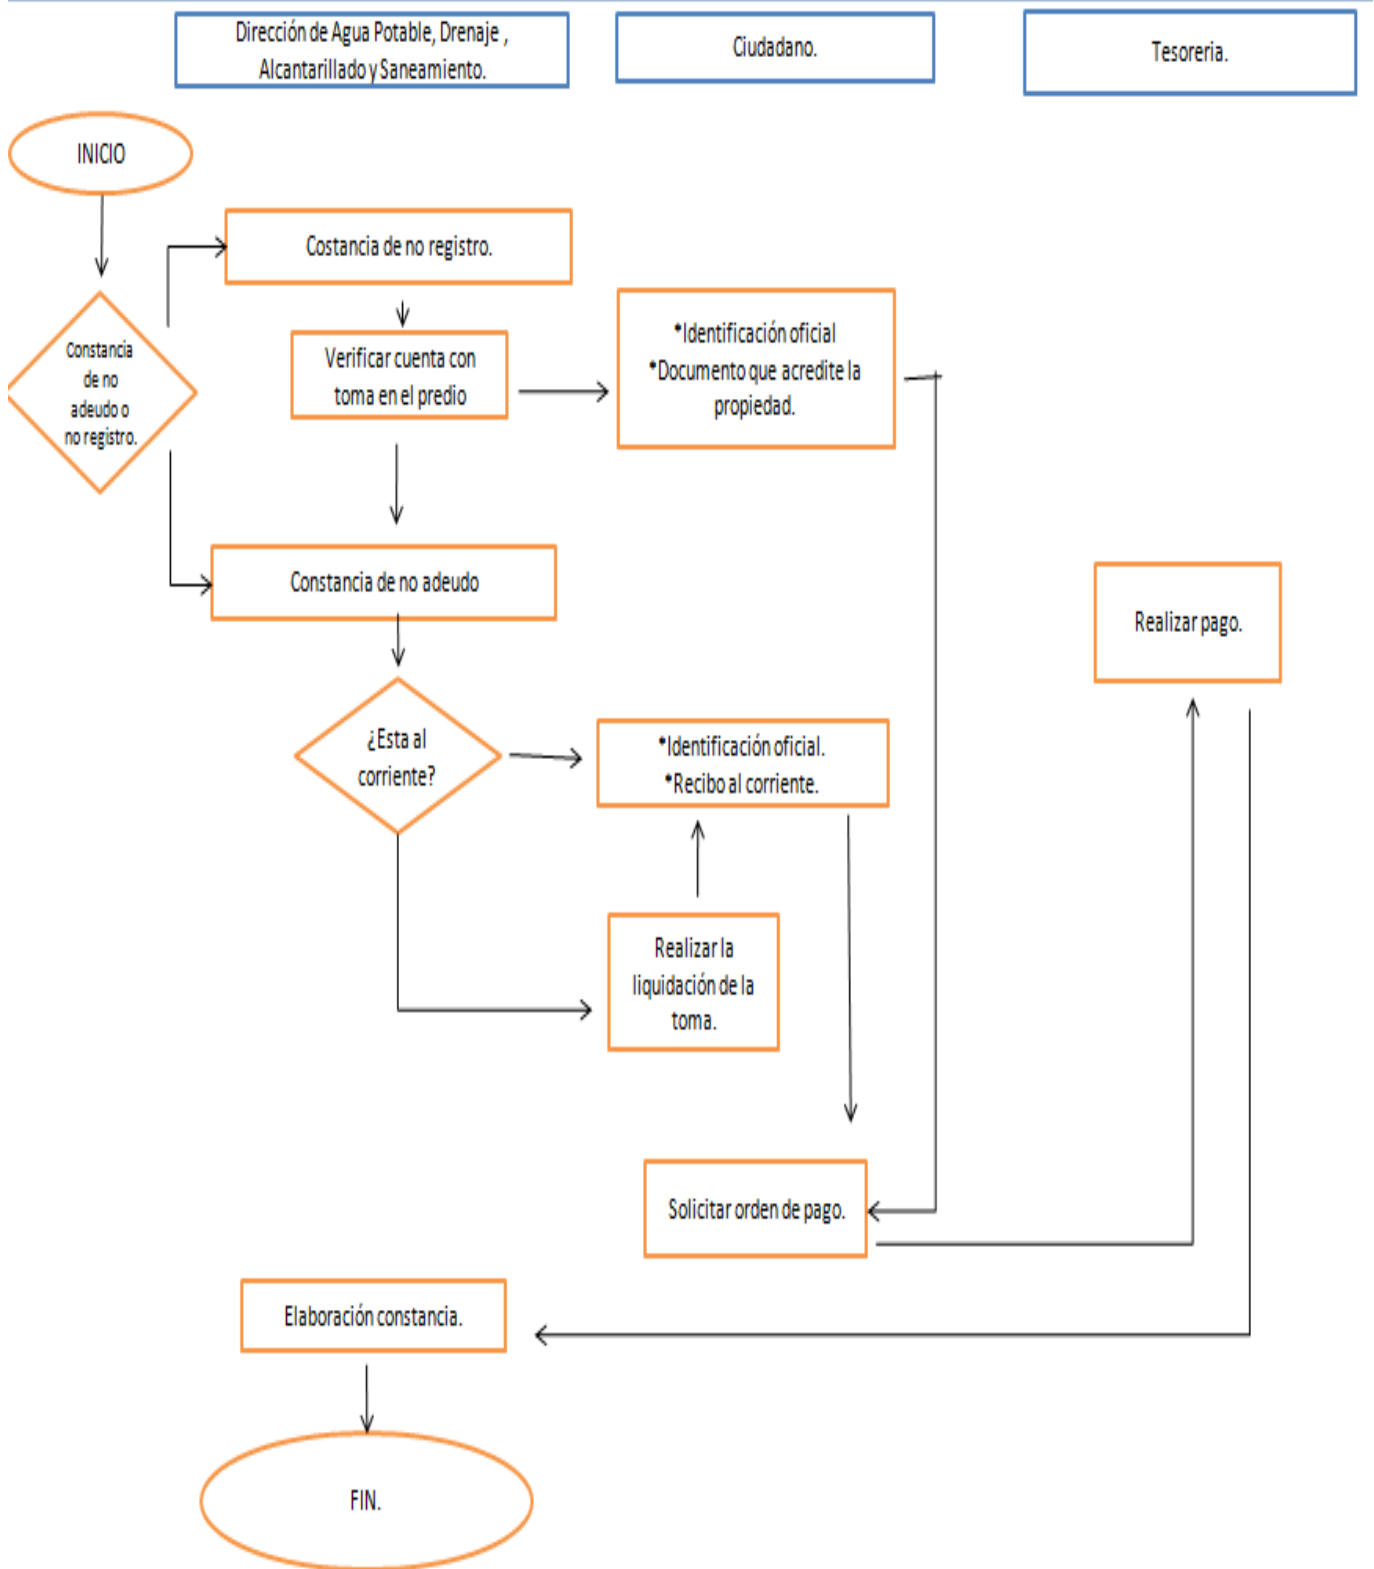 Dirección de Agua Potable, Drenaje ,
Alcantarillado y Saneamiento.
Ciudadano.
Tesoreria.
INICIO
Costancia de no registro.
Constancia
de no
adeudo o
no registro.
Verificar cuenta con
toma en el predio
*Identificación oficial
*Documento que acredite la
propiedad.
Constancia de no adeudo
Realizar pago.
¿Esta al
corriente?
*Identificación oficial.
*Recibo al corriente.
Realizar la
liquidación de la
toma.
Solicitar orden de pago.
Elaboración constancia.
FIN.